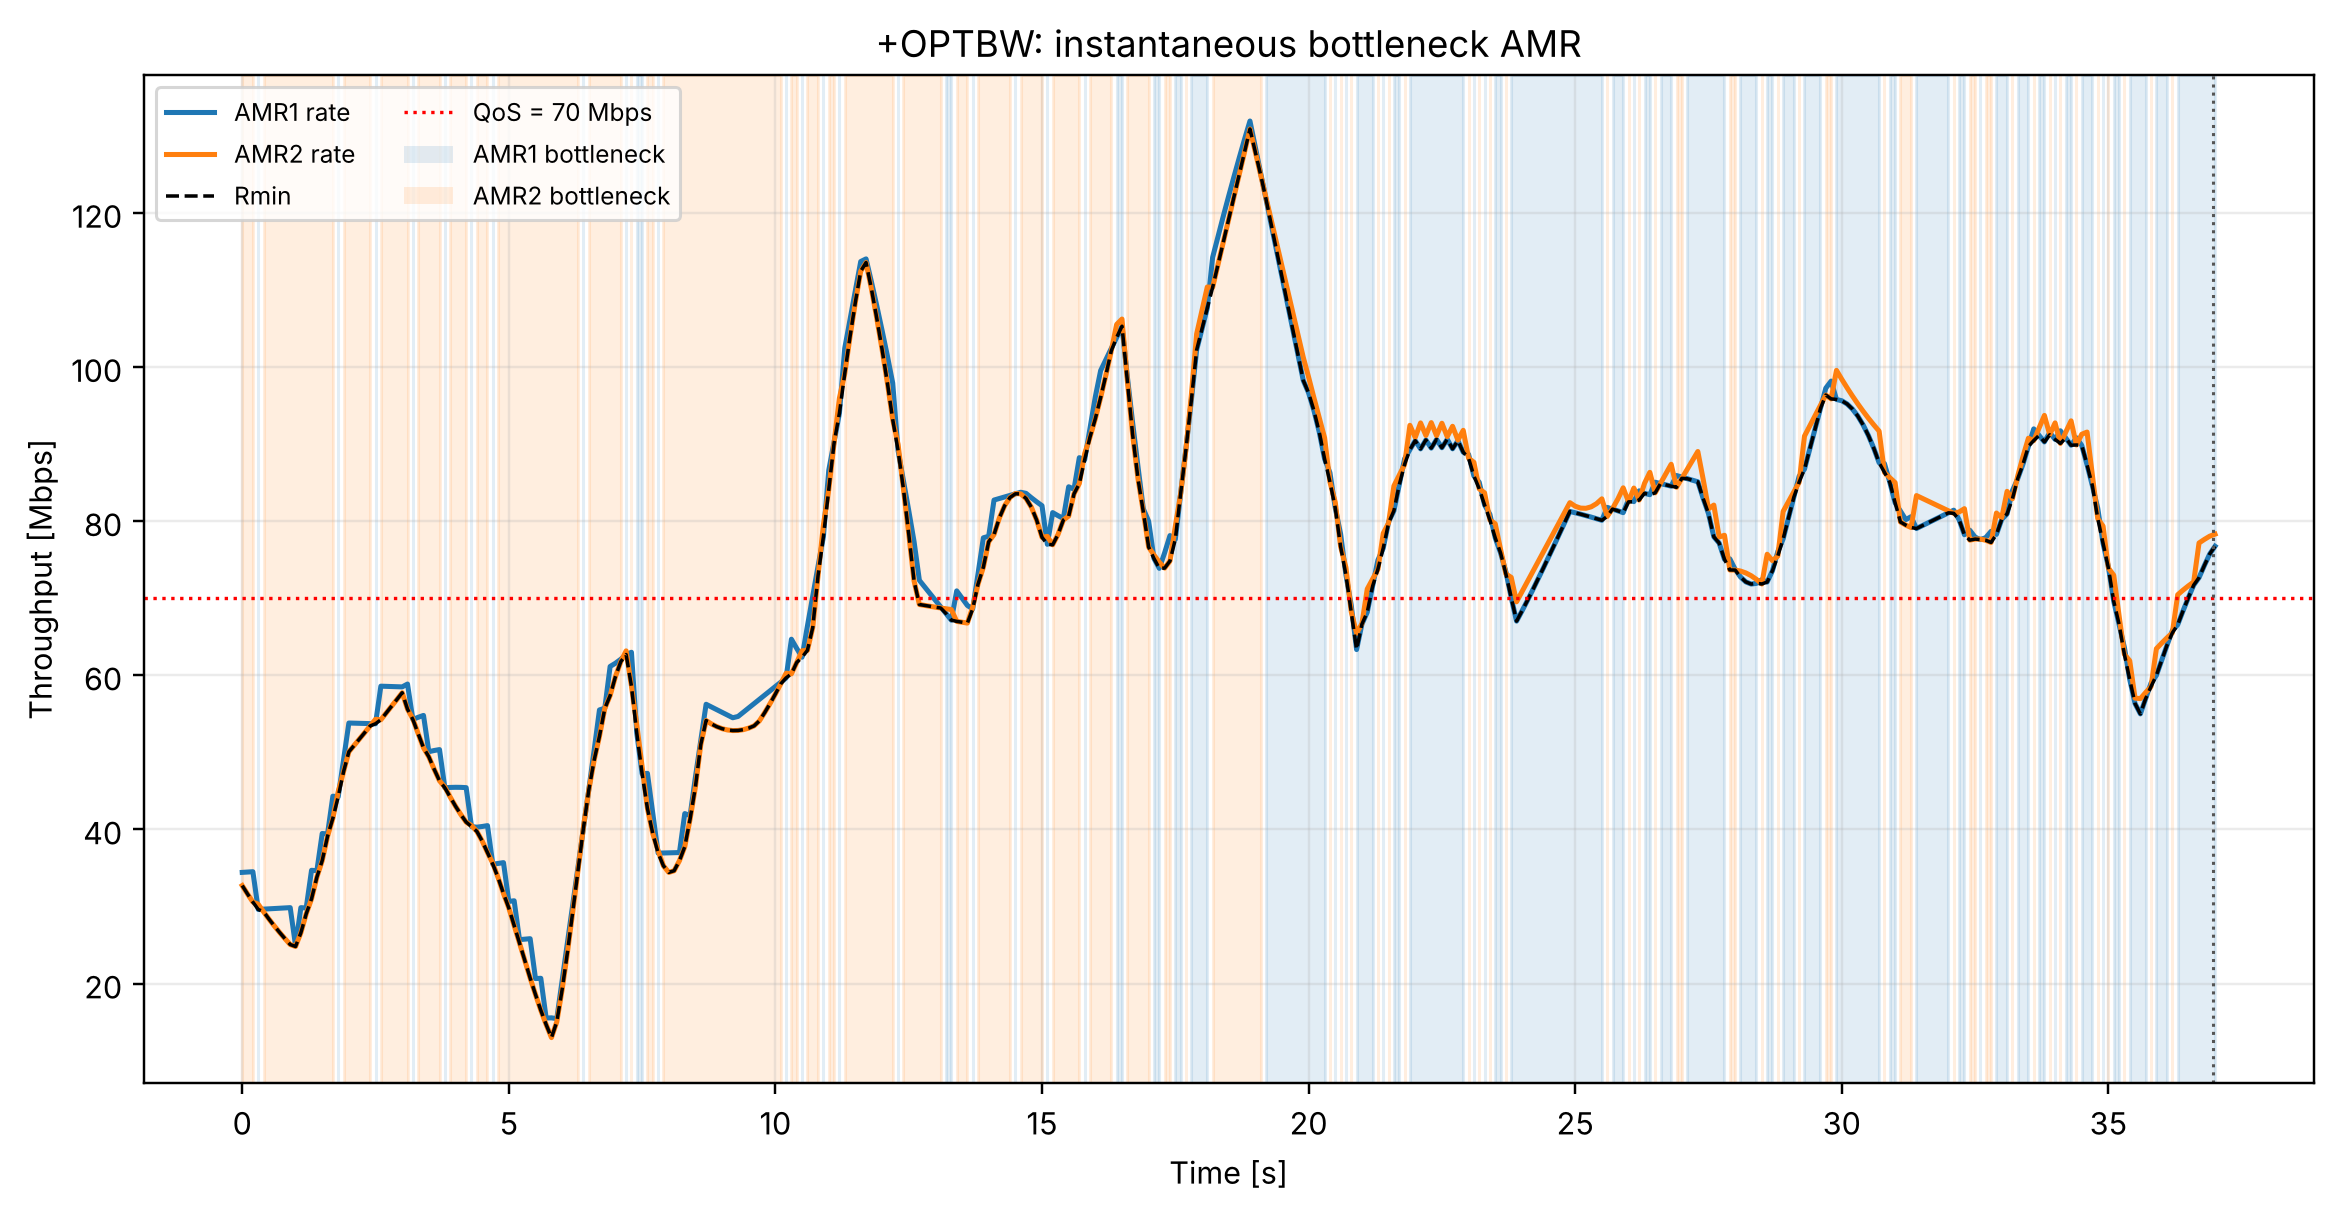 +OPTBW: instantaneous bottleneck AMR
AMR1 rate
AMR2 rate
Rmin
QoS = 70 Mbps
AMR1 bottleneck
AMR2 bottleneck
Throughput [Mbps]
120
100
80
60
40
20
0
5
10
15
20
25
30
35
Time [s]